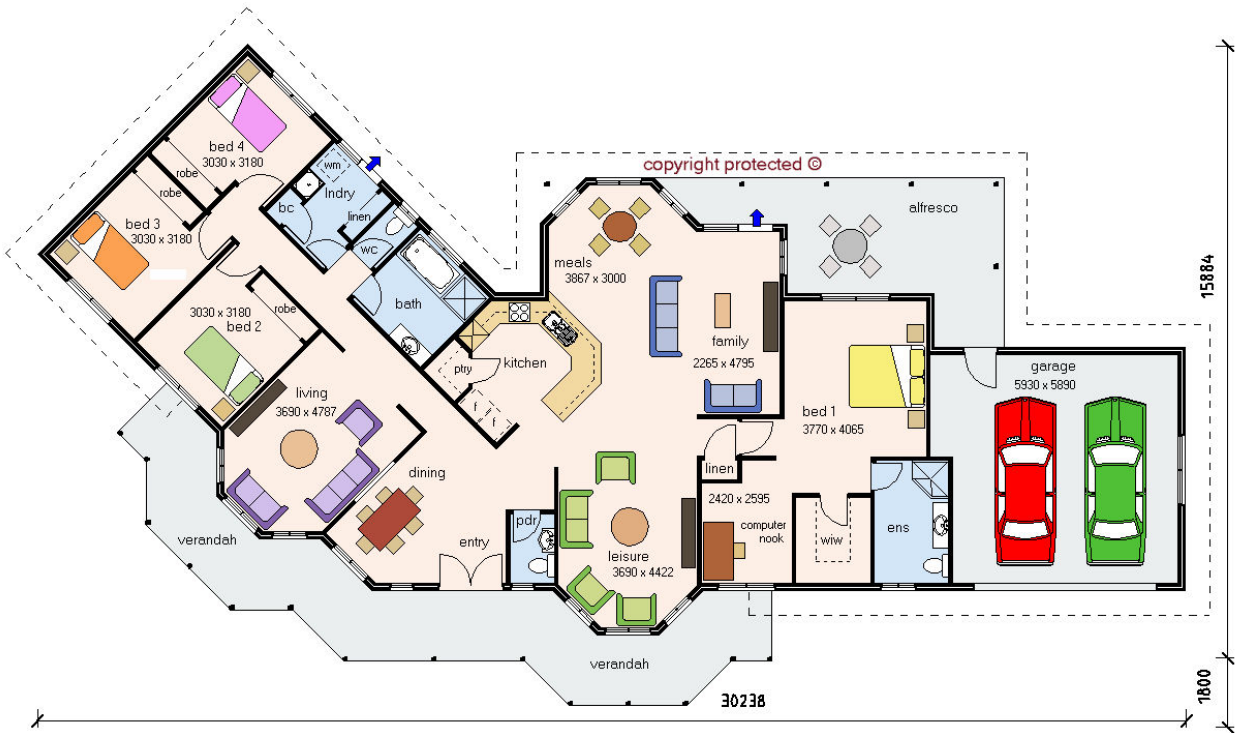 bed 4
3030 x 3180
robe
robe
bed 3
3030 x 3180
wm
lndry
bc
linen
wc
bath
3030 x 3180
bed 2
robe
copyright protected ©
alfresco
meals
3867 x 3000
family
2265 x 4795
kitchen
ptry
f
f
living
3690 x 4787
dining
entry
pdr
leisure
3690 x 4422
linen
2420 x 2595
computer
nook
bed 1
3770 x 4065
wiw
ens
garage
5930 x 5890
verandah
verandah
30238
15884
1800